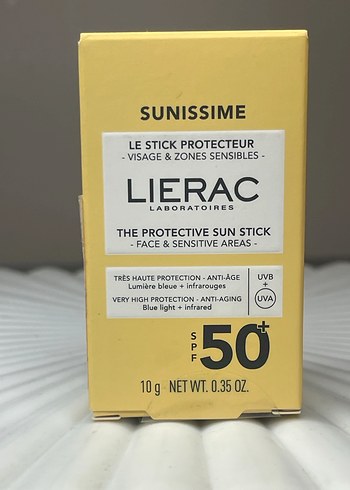 SUNISSIME
LE STICK PROTECTEUR
- VISAGE & ZONES SENSIBLES -
LIERAC
LABORATOIRES
THE PROTECTIVE SUN STICK
- FACE & SENSITIVE AREAS -
TRÈS HAUTE PROTECTION - ANTI-ÂGE
Lumière bleue + infrarouges
VERY HIGH PROTECTION - ANTI-AGING
Blue light + infrared
UVB
+
UVA
SPF 50+
10 g NET WT. 0.35 OZ.